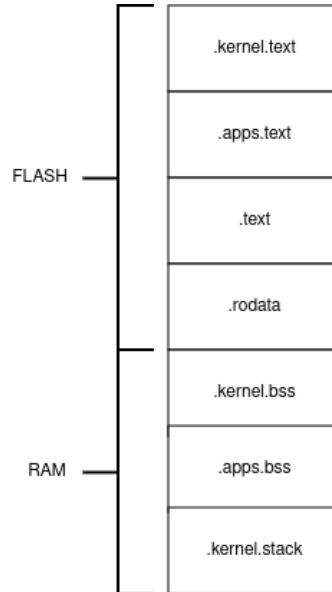 .kernel.text
.apps.text
FLASH
.text
.rodata
.kernel.bss
RAM
.apps.bss
.kernel.stack